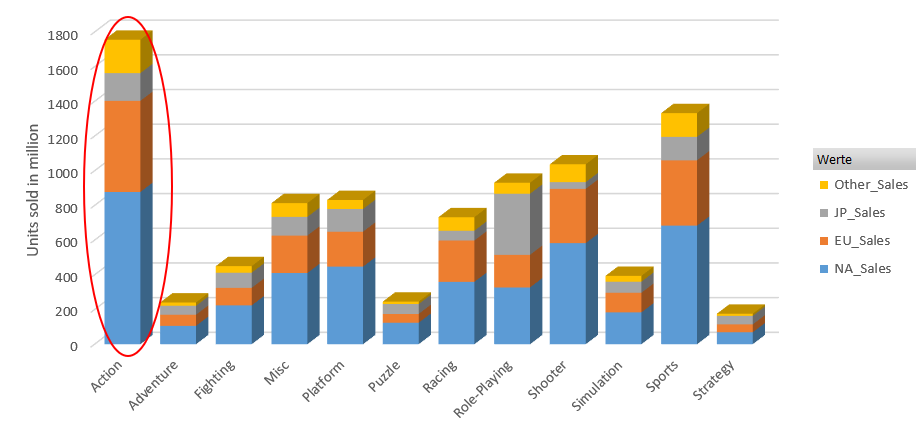 1800
1600
1400
1200
1000
800
600
400
200
0
Units sold in million
Action
Adventure
Fighting
Misc
Platform
Puzzle
Racing
Role-Playing
Shooter
Simulation
Sports
Strategy
Werte
Other_Sales
JP_Sales
EU_Sales
NA_Sales